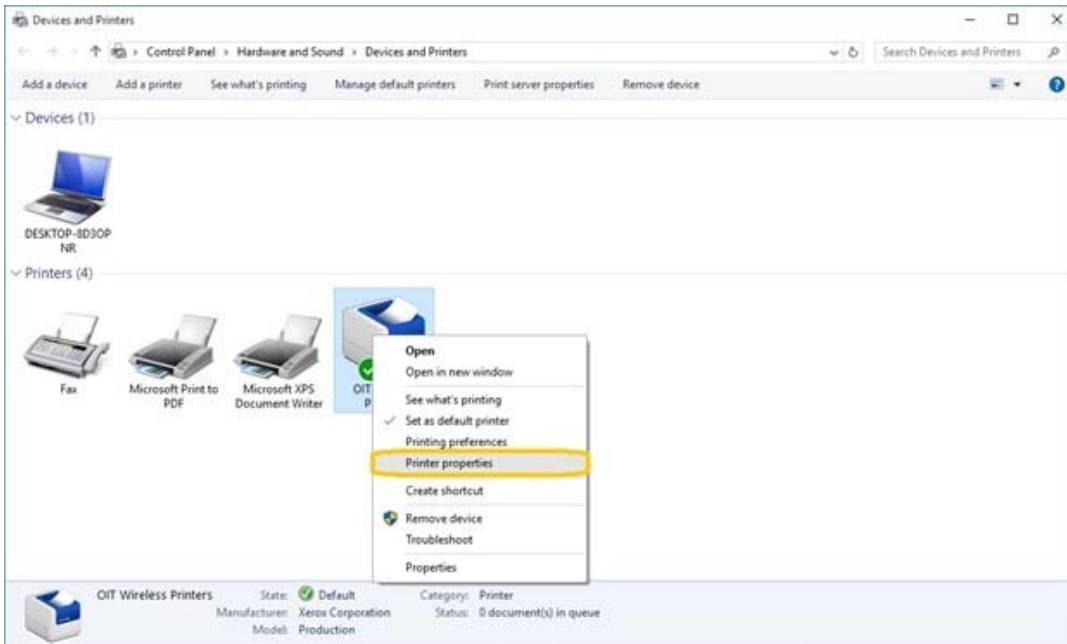 Devices and Printers
Control Panel > Hardware and Sound > Devices and Printers
Search Devices and Printers
Add a device Add a printer See what's printing Manage default printers Print server properties Remove device
Devices (1)
DESKTOP-8D3OP
NR
Printers (4)
Fax
Microsoft Print to
PDF
Microsoft XPS
Document Writer
OIT
P
Open
Open in new window
See what's printing
Set as default printer
Printing preferences
Printer properties
Create shortcut
Remove device
Troubleshoot
Properties
OIT Wireless Printers State: Default Category: Printer
Manufacturer: Xerox Corporation Status: 0 document(s) in queue
Model: Production